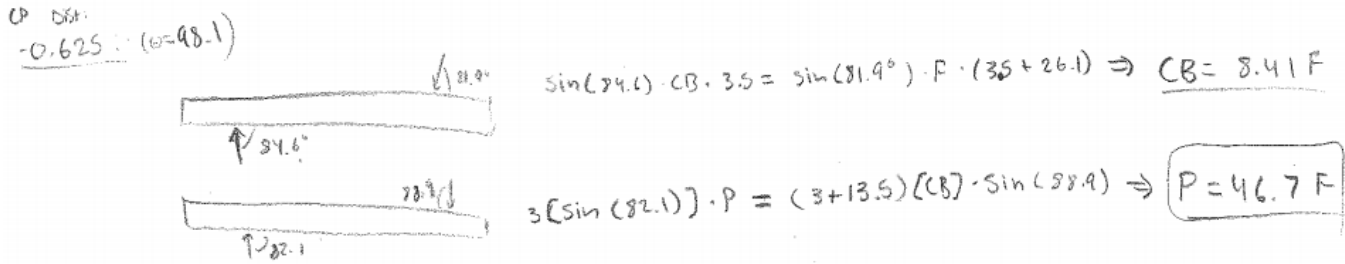 CP Dist:
-0.625 : (θ=98.1)
81.9°
sin(84.6) · CB · 3.5 = sin(81.9°) · F · (3.5 + 26.1) ⇒ CB = 8.41 F
84.6°
88.9
3[sin(82.1)] · P = (3+13.5)[CB] · sin(88.9) ⇒ P = 46.7 F
82.1